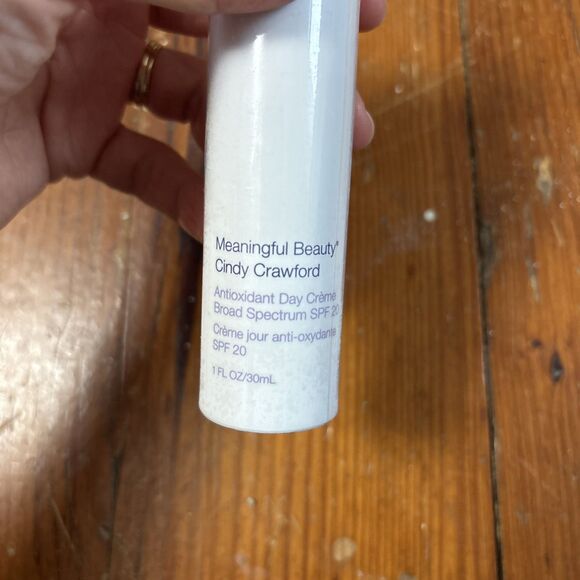 Meaningful Beauty®
Cindy Crawford
Antioxidant Day Crème
Broad Spectrum SPF 20
Crème jour anti-oxydante
SPF 20
1 FL OZ/30mL